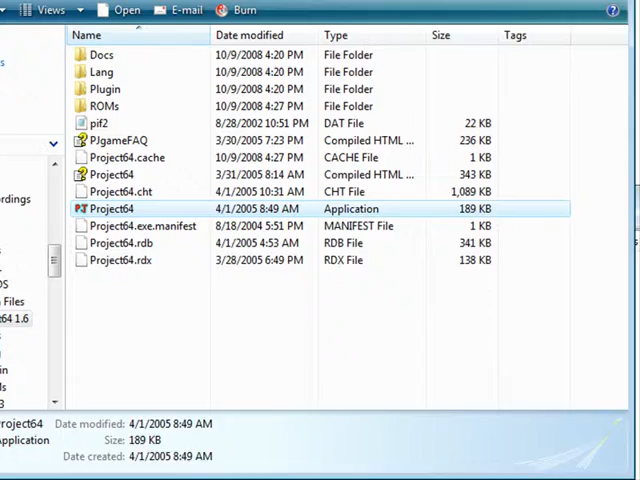 Views Open E-mail Burn
Name Date modified Type Size Tags
Docs 10/9/2008 4:20 PM File Folder
Lang 10/9/2008 4:20 PM File Folder
Plugin 10/9/2008 4:20 PM File Folder
ROMs 10/9/2008 4:27 PM File Folder
pif2 8/28/2002 10:51 PM DAT File 22 KB
PJgameFAQ 3/30/2005 7:23 PM Compiled HTML ... 236 KB
Project64.cache 10/9/2008 4:27 PM CACHE File 1 KB
Project64 3/31/2005 8:14 AM Compiled HTML ... 343 KB
Project64.cht 4/1/2005 10:31 AM CHT File 1,089 KB
Project64 4/1/2005 8:49 AM Application 189 KB
Project64.exe.manifest 8/18/2004 5:51 PM MANIFEST File 1 KB
Project64.rdb 4/1/2005 4:53 AM RDB File 341 KB
Project64.rdx 3/28/2005 6:49 PM RDX File 138 KB
ordings
OS
n Files
t64 1.6
in
Ms
3
Project64 Date modified: 4/1/2005 8:49 AM
Application Size: 189 KB
Date created: 4/1/2005 8:49 AM